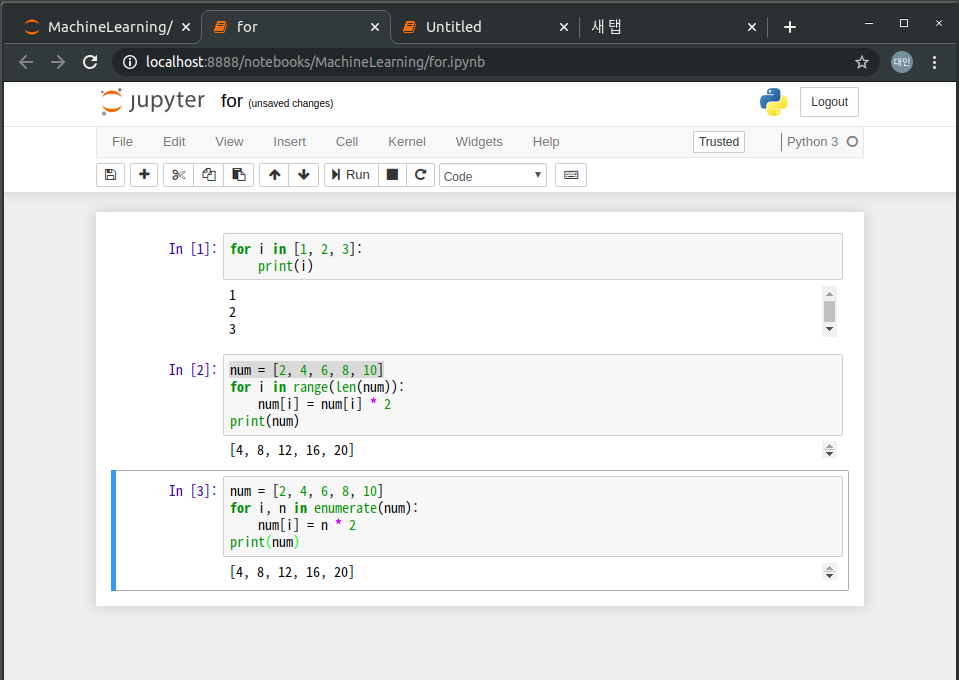 MachineLearning/
for
Untitled
새 탭
localhost:8888/notebooks/MachineLearning/for.ipynb
대인
jupyter for (unsaved changes)
Logout
File Edit View Insert Cell Kernel Widgets Help Trusted Python 3
Run Code
In [1]: for i in [1, 2, 3]:
    print(i)
1
2
3
In [2]: num = [2, 4, 6, 8, 10]
for i in range(len(num)):
    num[i] = num[i] * 2
print(num)
[4, 8, 12, 16, 20]
In [3]: num = [2, 4, 6, 8, 10]
for i, n in enumerate(num):
    num[i] = n * 2
print(num)
[4, 8, 12, 16, 20]